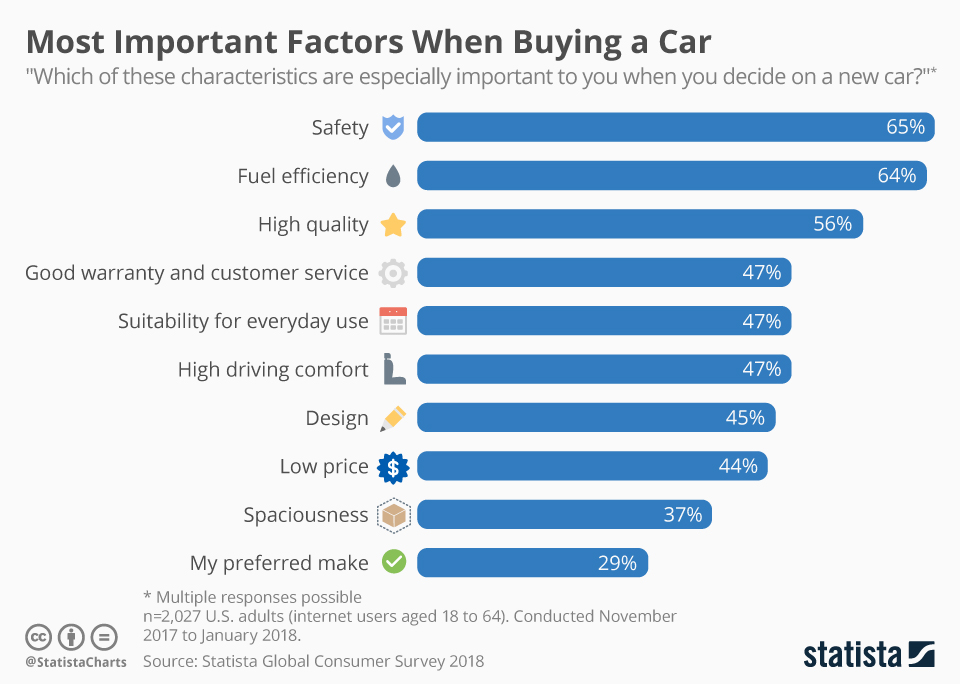 Most Important Factors When Buying a Car
"Which of these characteristics are especially important to you when you decide on a new car?"*
Safety 65%
Fuel efficiency 64%
High quality 56%
Good warranty and customer service 47%
Suitability for everyday use 47%
High driving comfort 47%
Design 45%
Low price $ 44%
Spaciousness 37%
My preferred make 29%
* Multiple responses possible
n=2,027 U.S. adults (internet users aged 18 to 64). Conducted November
2017 to January 2018.
cc =
@StatistaCharts Source: Statista Global Consumer Survey 2018
statista